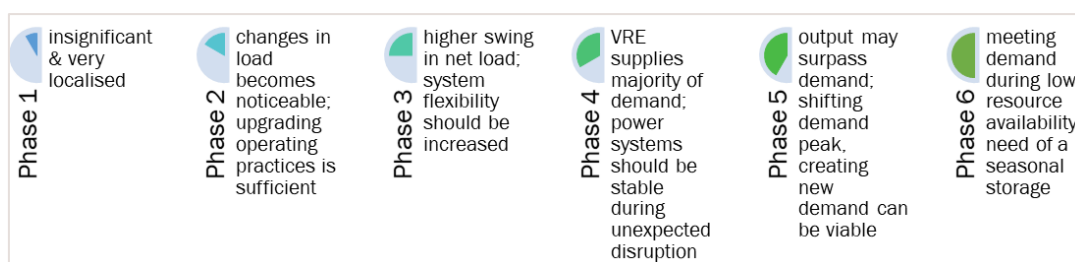 Phase 1
insignificant
& very
localised
Phase 2
changes in
load
becomes
noticeable;
upgrading
operating
practices is
sufficient
Phase 3
higher swing
in net load;
system
flexibility
should be
increased
Phase 4
VRE
supplies
majority of
demand;
power
systems
should be
stable
during
unexpected
disruption
Phase 5
output may
surpass
demand;
shifting
demand
peak,
creating
new
demand can
be viable
Phase 6
meeting
demand
during low
resource
availability
need of a
seasonal
storage